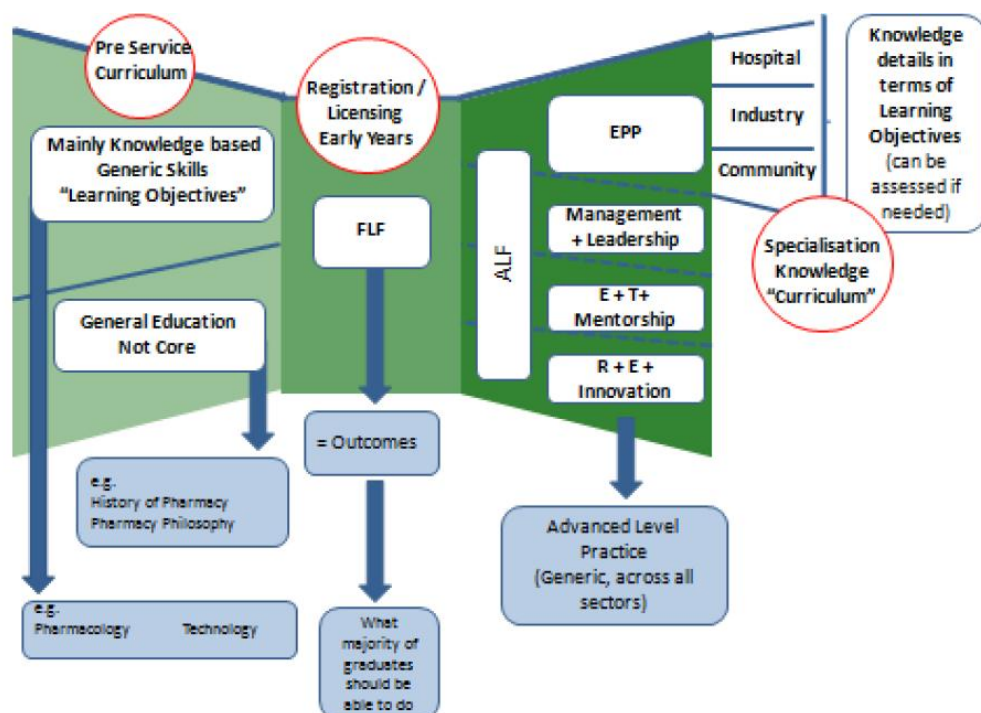 Pre Service
Curriculum
Mainly Knowledge based
Generic Skills
“Learning Objectives”
General Education
Not Core
e.g.
History of Pharmacy
Pharmacy Philosophy
e.g.
Pharmacology Technology
Registration /
Licensing
Early Years
FLF
= Outcomes
What
majority of
graduates
should be
able to do
ALF
EPP
Management
+ Leadership
E + T+
Mentorship
R + E +
Innovation
Advanced Level
Practice
(Generic, across all
sectors)
Hospital
Industry
Community
Specialisation
Knowledge
“Curriculum”
Knowledge
details in
terms of
Learning
Objectives
(can be
assessed if
needed)